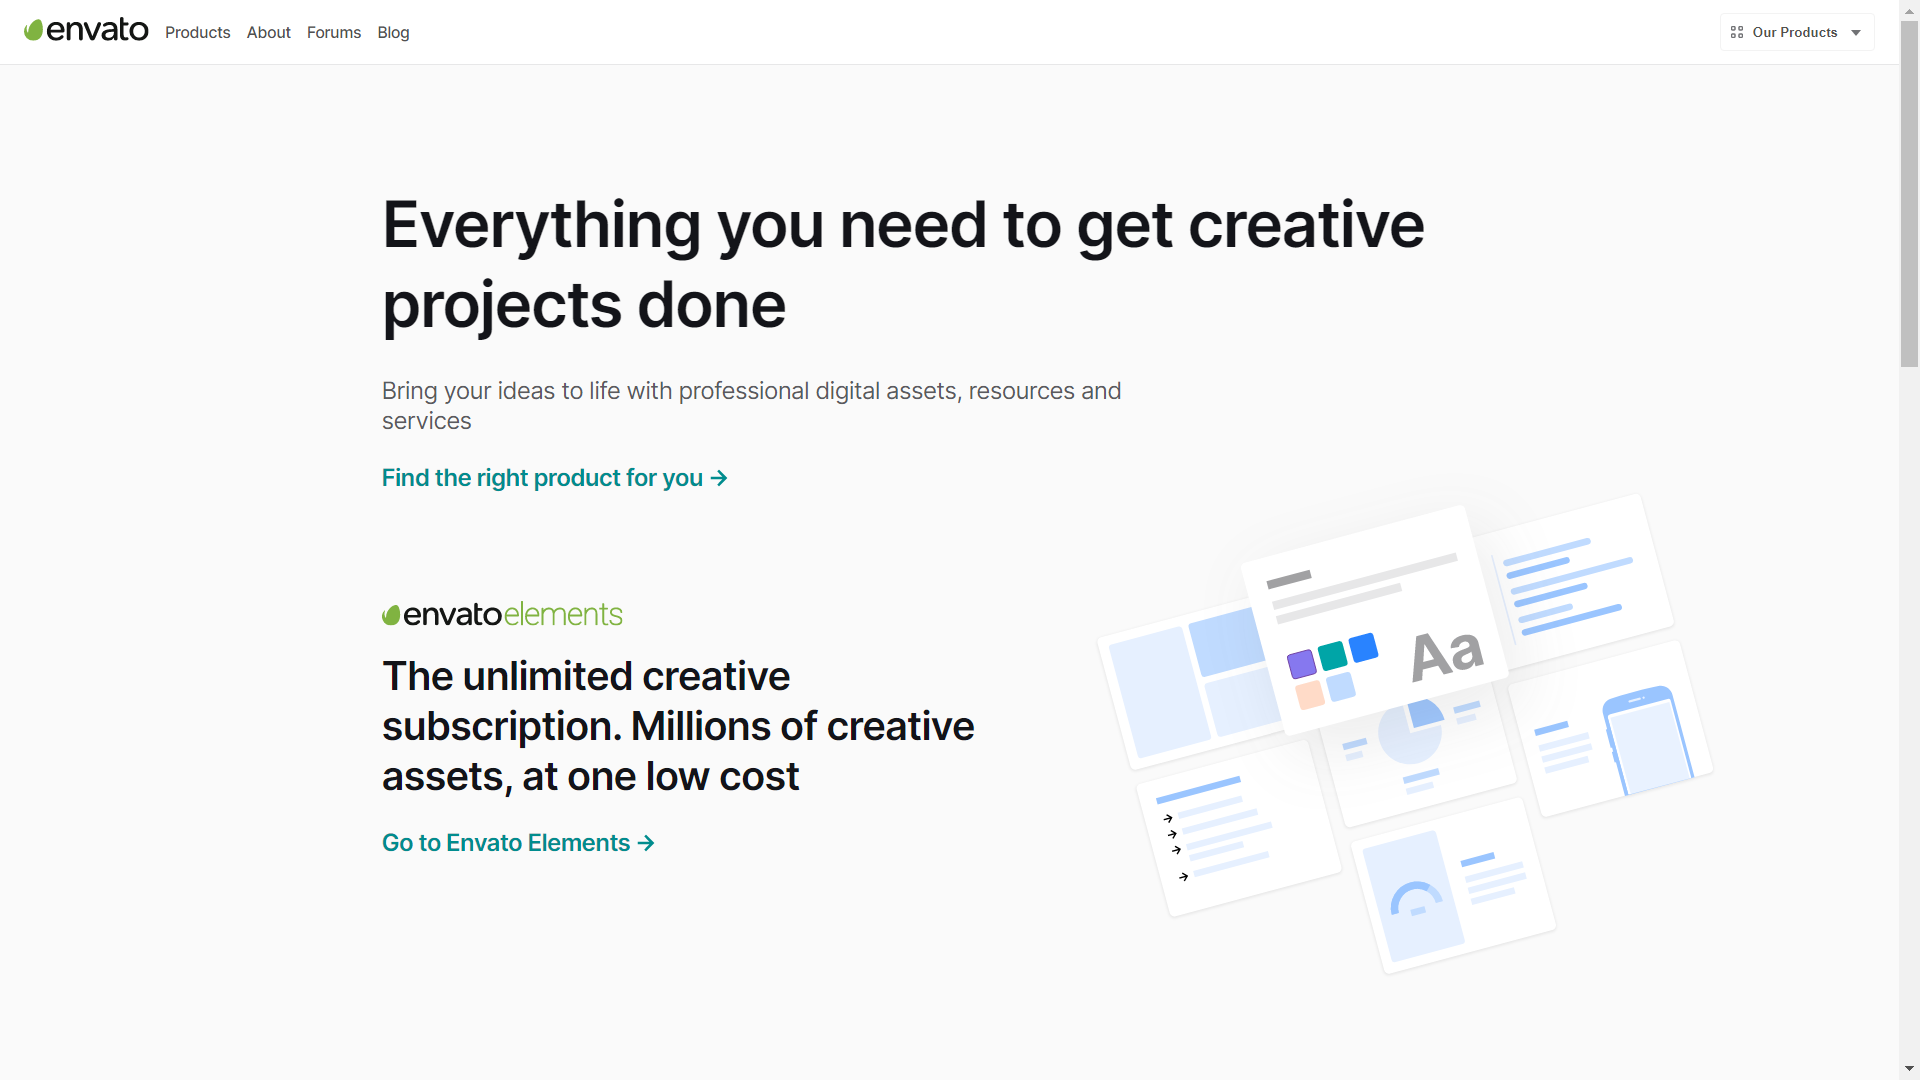 envato Products About Forums Blog Our Products
Everything you need to get creative
projects done
Bring your ideas to life with professional digital assets, resources and
services
Find the right product for you →
envatoelements
The unlimited creative
subscription. Millions of creative
assets, at one low cost
Go to Envato Elements →
Aa